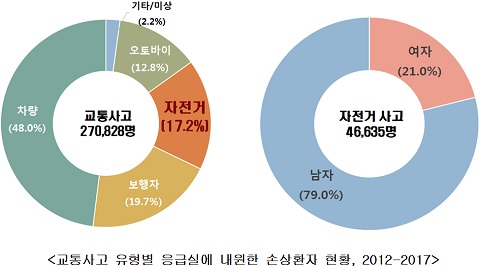 기타/미상
(2.2%)
오토바이
(12.8%)
자전거
(17.2%)
보행자
(19.7%)
차량
(48.0%)
교통사고
270,828명
여자
(21.0%)
남자
(79.0%)
자전거 사고
46,635명
<교통사고 유형별 응급실에 내원한 손상환자 현황, 2012-2017>